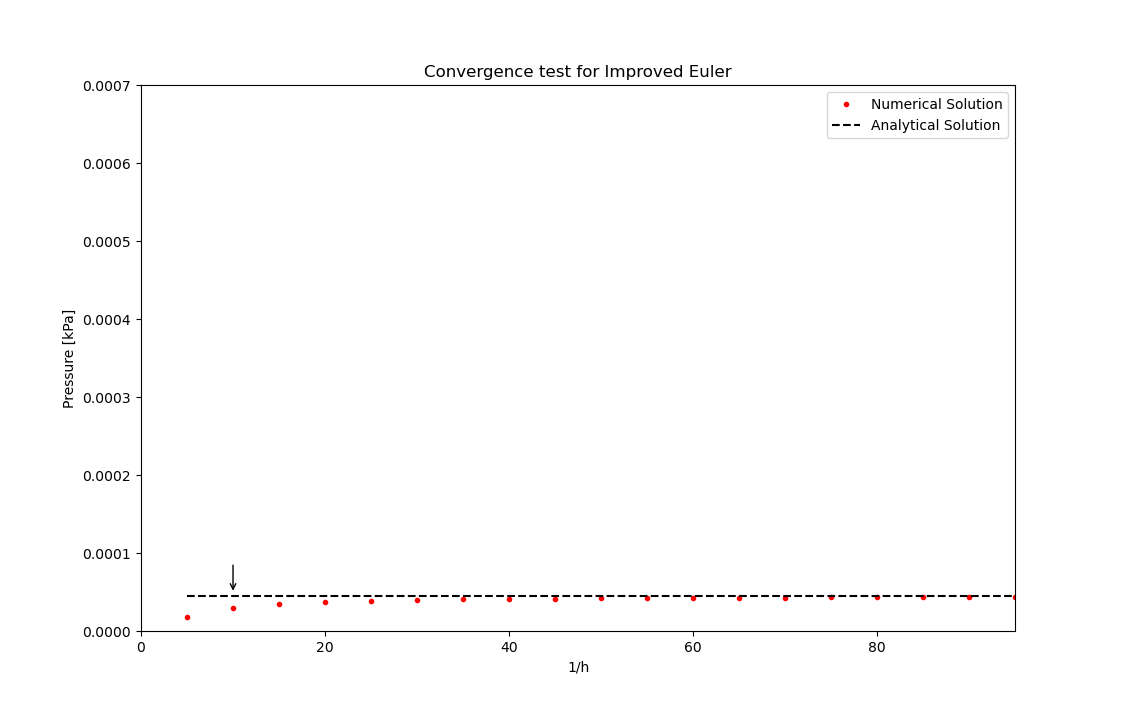 Convergence test for Improved Euler
0.0007
0.0006
0.0005
0.0004
0.0003
0.0002
0.0001
0.0000
Pressure [kPa]
Numerical Solution
Analytical Solution
0 20 40 60 80
1/h